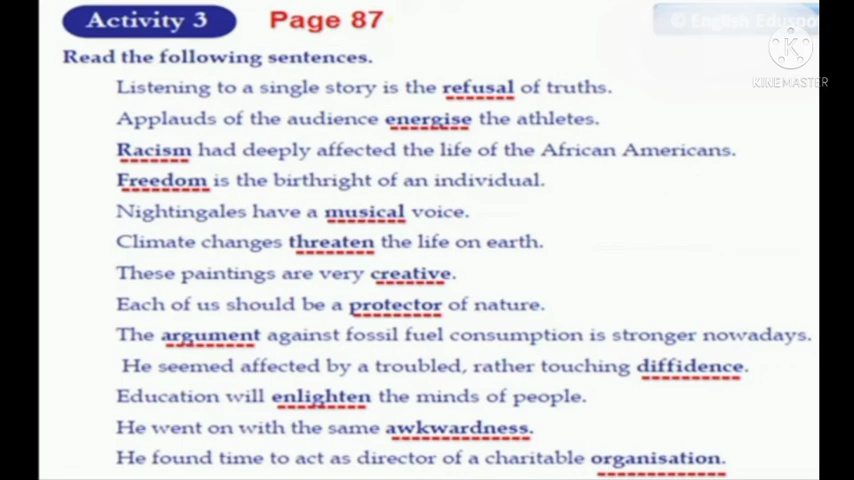 Activity 3 Page 87 © English Eduspot
Read the following sentences. KINEMASTER
Listening to a single story is the refusal of truths.
Applauds of the audience energise the athletes.
Racism had deeply affected the life of the African Americans.
Freedom is the birthright of an individual.
Nightingales have a musical voice.
Climate changes threaten the life on earth.
These paintings are very creative.
Each of us should be a protector of nature.
The argument against fossil fuel consumption is stronger nowadays.
He seemed affected by a troubled, rather touching diffidence.
Education will enlighten the minds of people.
He went on with the same awkwardness.
He found time to act as director of a charitable organisation.